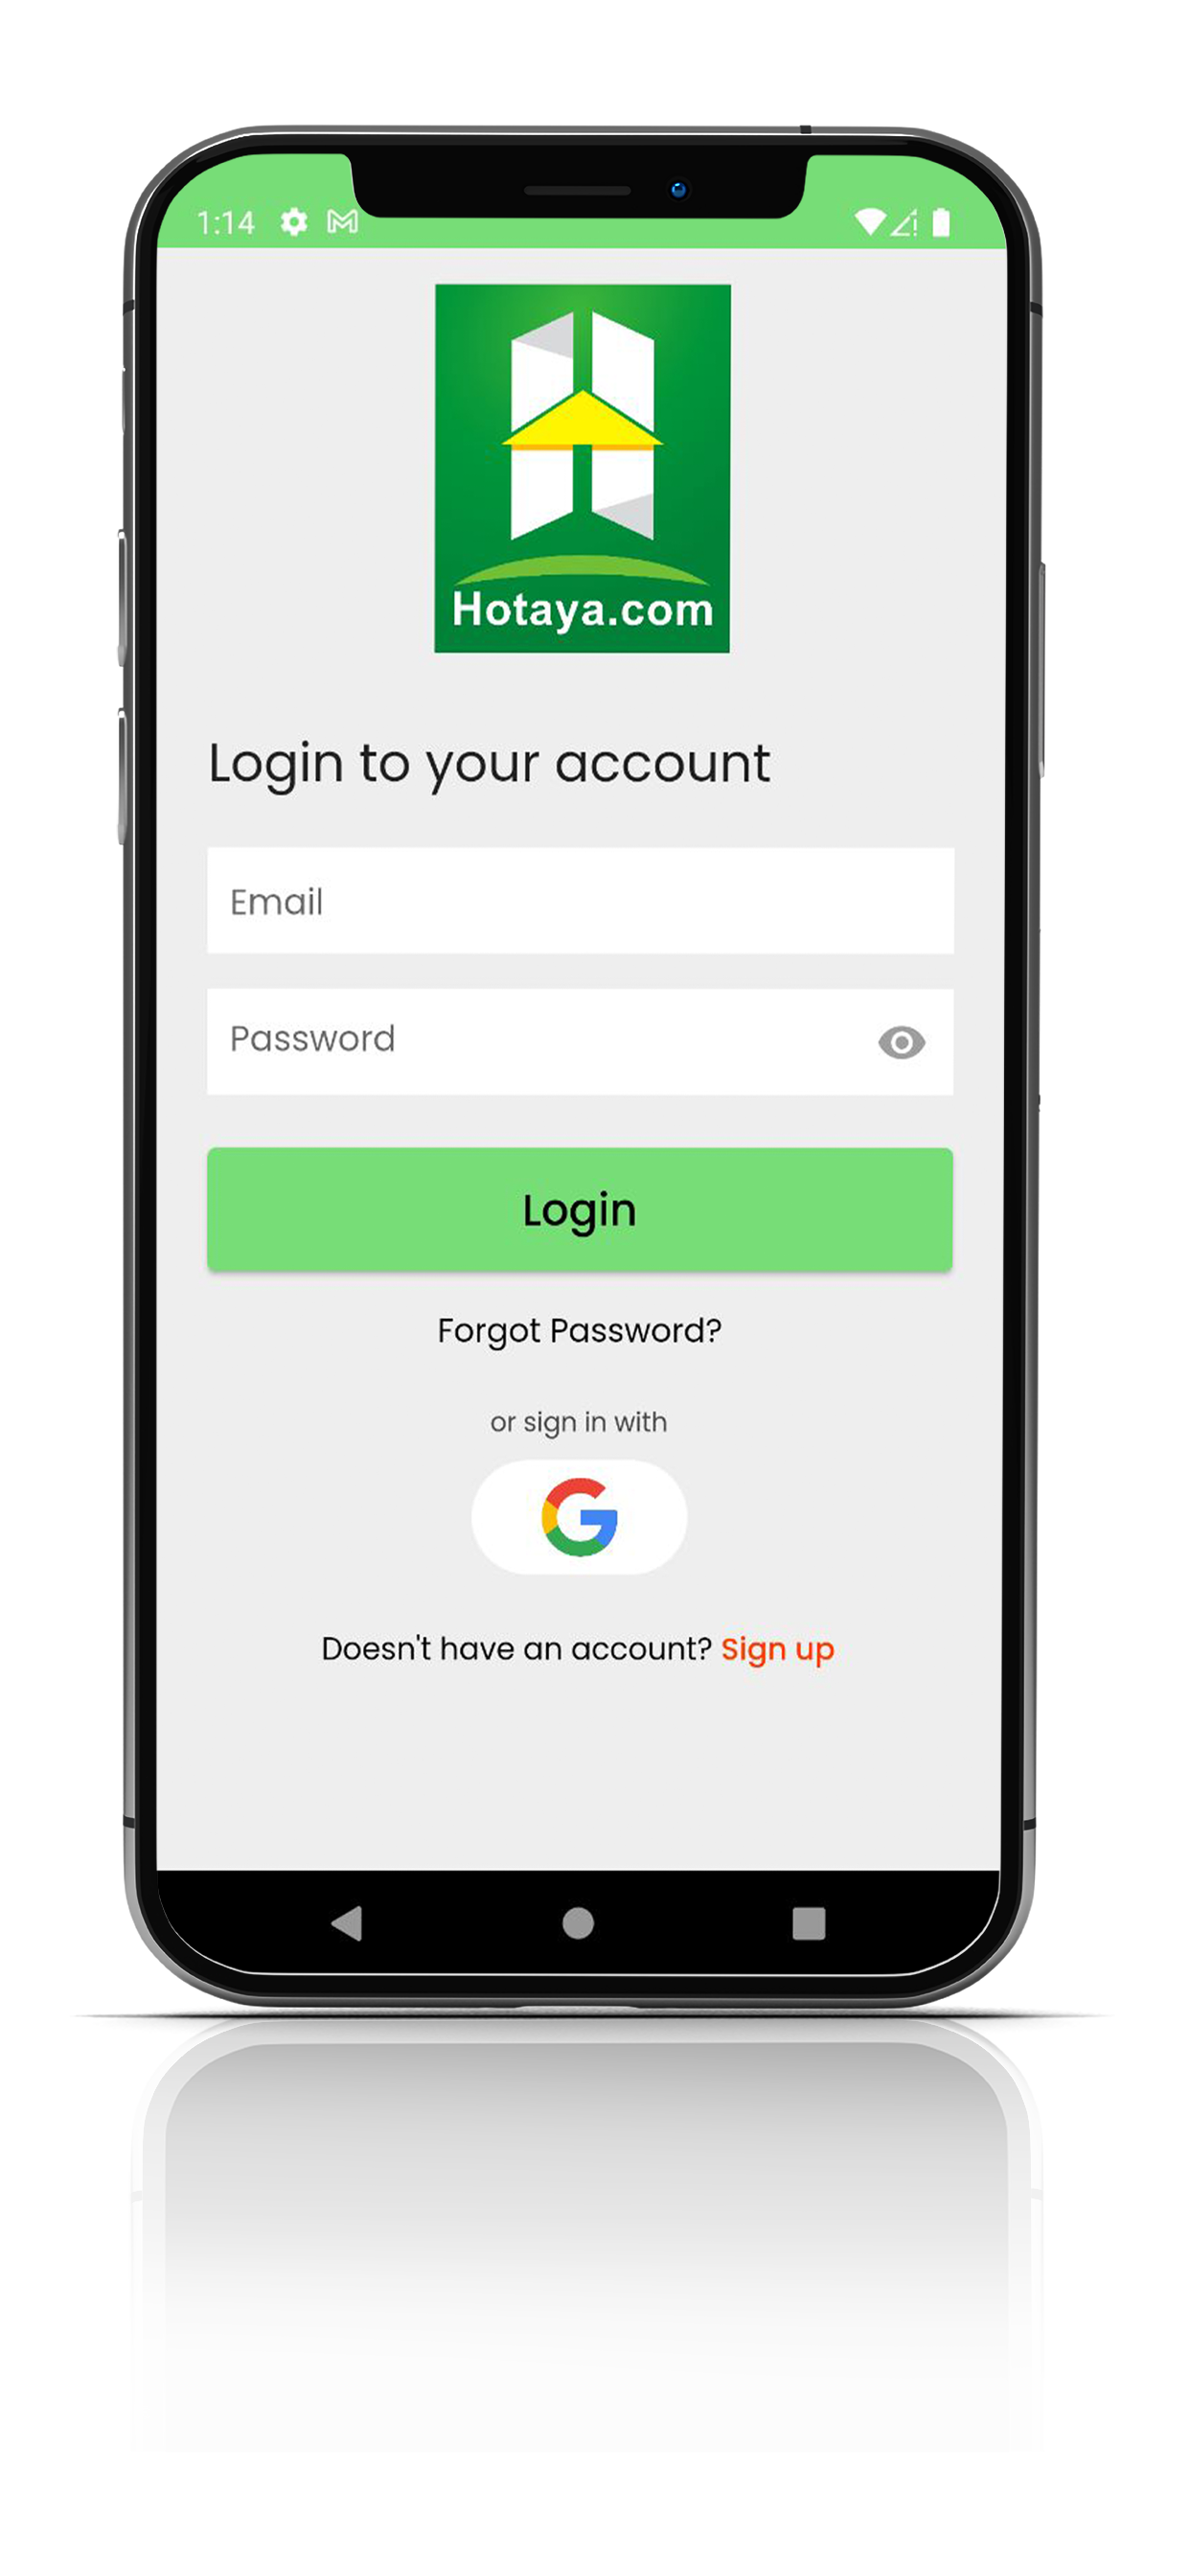 1:14
Hotaya.com
Login to your account
Email
Password
Login
Forgot Password?
or sign in with
Doesn't have an account? Sign up